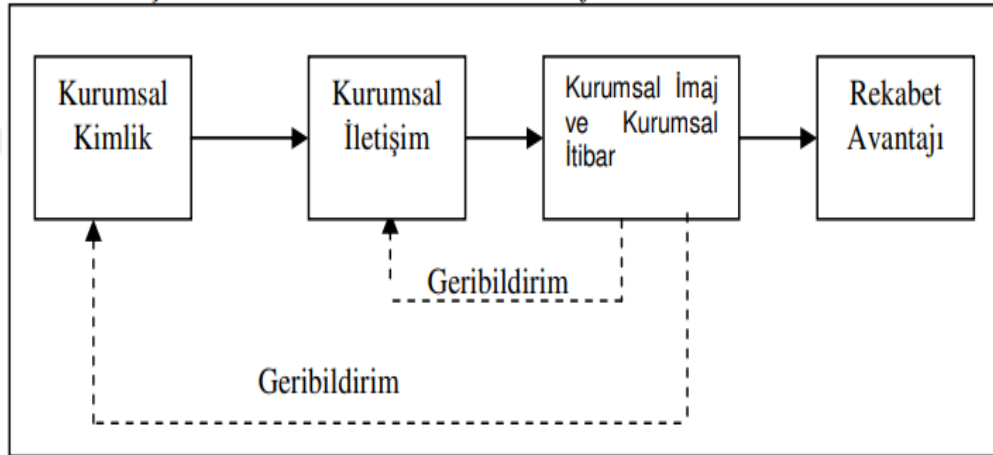 Kurumsal
Kimlik
Kurumsal
İletişim
Kurumsal İmaj
ve Kurumsal
İtibar
Rekabet
Avantajı
Geribildirim
Geribildirim